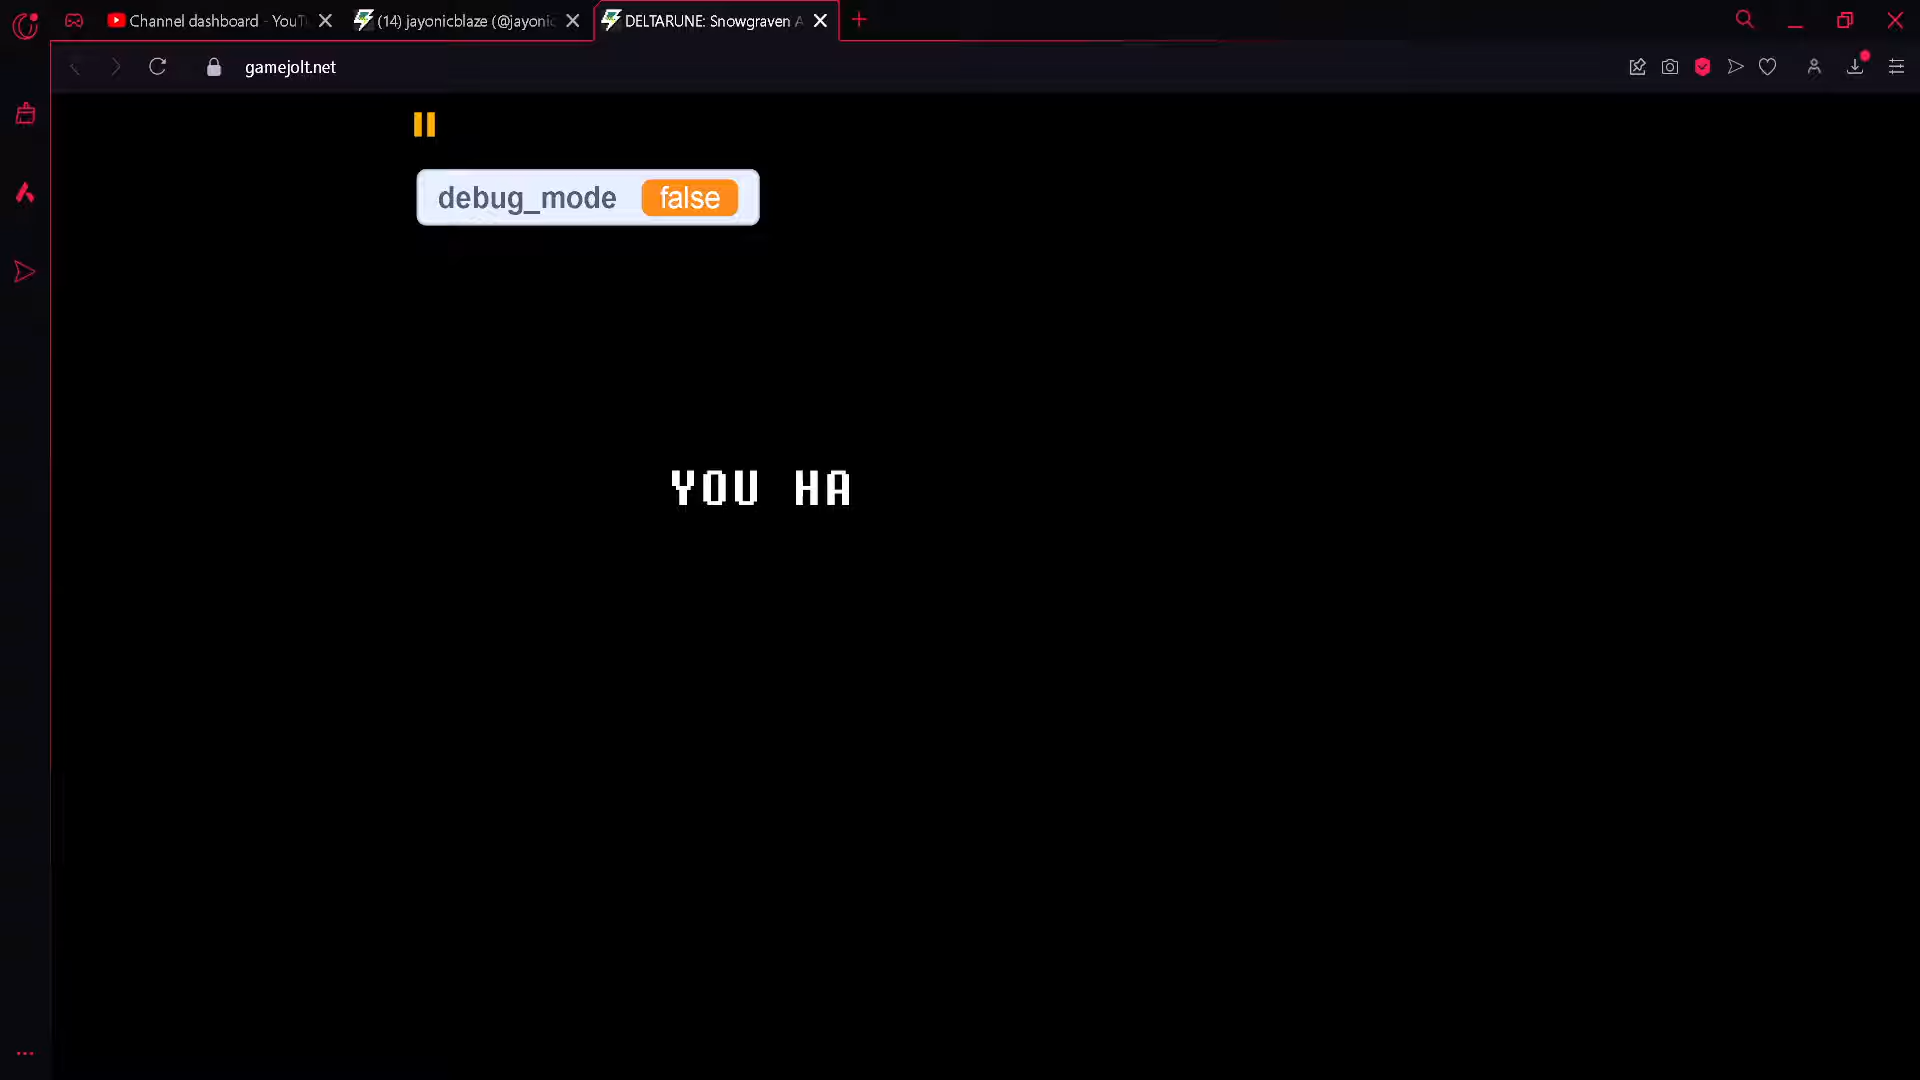 Channel dashboard - YouT
(14) jayonicblaze (@jayonic
DELTARUNE: Snowgraven A
gamejolt.net
debug_mode false
YOU HA